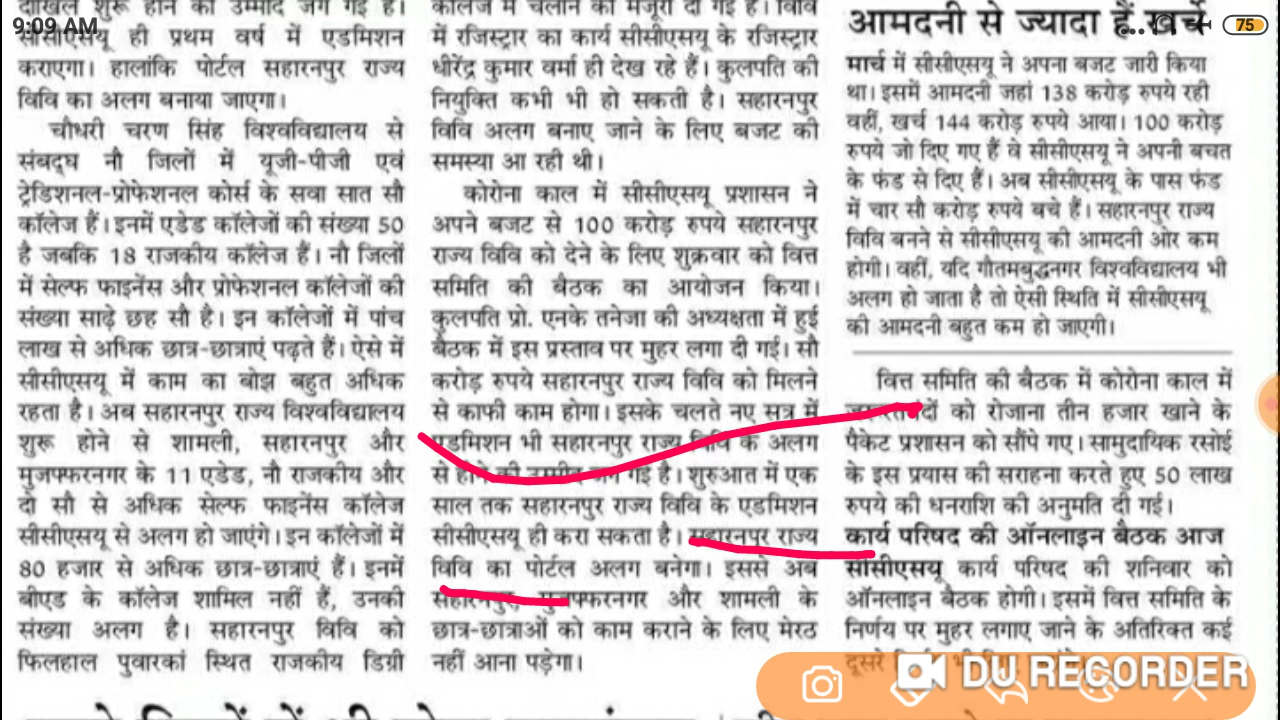 9:09 AM
75
दाखिले शुरू होने की उम्मीद जग गई है।
सीसीएसयू ही प्रथम वर्ष में एडमिशन
कराएगा। हालांकि पोर्टल सहारनपुर राज्य
विवि का अलग बनाया जाएगा।
चौधरी चरण सिंह विश्वविद्यालय से
संबद्घ नौ जिलों में यूजी-पीजी एवं
ट्रेडिशनल-प्रोफेशनल कोर्स के सवा सात सौ
कॉलेज हैं। इनमें एडेड कॉलेजों की संख्या 50
है जबकि 18 राजकीय कॉलेज हैं। नौ जिलों
में सेल्फ फाइनेंस और प्रोफेशनल कॉलेजों की
संख्या साढ़े छह सौ है। इन कॉलेजों में पांच
लाख से अधिक छात्र-छात्राएं पढ़ते हैं। ऐसे में
सीसीएसयू में काम का बोझ बहुत अधिक
रहता है। अब सहारनपुर राज्य विश्वविद्यालय
शुरू होने से शामली, सहारनपुर और
मुजफ्फरनगर के 11 एडेड, नौ राजकीय और
दो सौ से अधिक सेल्फ फाइनेंस कॉलेज
सीसीएसयू से अलग हो जाएंगे। इन कॉलेजों में
80 हजार से अधिक छात्र-छात्राएं हैं। इनमें
बीएड के कॉलेज शामिल नहीं हैं, उनकी
संख्या अलग है। सहारनपुर विवि को
फिलहाल पुवारकां स्थित राजकीय डिग्री
कॉलेज में चलाने की मंजूरी दी गई है। विवि
में रजिस्ट्रार का कार्य सीसीएसयू के रजिस्ट्रार
धीरेंद्र कुमार वर्मा ही देख रहे हैं। कुलपति की
नियुक्ति कभी भी हो सकती है। सहारनपुर
विवि अलग बनाए जाने के लिए बजट की
समस्या आ रही थी।
कोरोना काल में सीसीएसयू प्रशासन ने
अपने बजट से 100 करोड़ रुपये सहारनपुर
राज्य विवि को देने के लिए शुक्रवार को वित्त
समिति की बैठक का आयोजन किया।
कुलपति प्रो. एनके तनेजा की अध्यक्षता में हुई
बैठक में इस प्रस्ताव पर मुहर लगा दी गई। सौ
करोड़ रुपये सहारनपुर राज्य विवि को मिलने
से काफी काम होगा। इसके चलते नए सत्र में
एडमिशन भी सहारनपुर राज्य विवि के अलग
से होने की उम्मीद जग गई है। शुरुआत में एक
साल तक सहारनपुर राज्य विवि के एडमिशन
सीसीएसयू ही करा सकता है। सहारनपुर राज्य
विवि का पोर्टल अलग बनेगा। इससे अब
सहारनपुर, मुजफ्फरनगर और शामली के
छात्र-छात्राओं को काम कराने के लिए मेरठ
नहीं आना पड़ेगा।
आमदनी से ज्यादा हैं खर्चे
मार्च में सीसीएसयू ने अपना बजट जारी किया
था। इसमें आमदनी जहां 138 करोड़ रुपये रही
वहीं, खर्च 144 करोड़ रुपये आया। 100 करोड़
रुपये जो दिए गए हैं वे सीसीएसयू ने अपनी बचत
के फंड से दिए हैं। अब सीसीएसयू के पास फंड
में चार सौ करोड़ रुपये बचे हैं। सहारनपुर राज्य
विवि बनने से सीसीएसयू की आमदनी ओर कम
होगी। वहीं, यदि गौतमबुद्धनगर विश्वविद्यालय भी
अलग हो जाता है तो ऐसी स्थिति में सीसीएसयू
की आमदनी बहुत कम हो जाएगी।
वित्त समिति की बैठक में कोरोना काल में
जरूरतमंदों को रोजाना तीन हजार खाने के
पैकेट प्रशासन को सौंपे गए। सामुदायिक रसोई
के इस प्रयास की सराहना करते हुए 50 लाख
रुपये की धनराशि की अनुमति दी गई।
कार्य परिषद की ऑनलाइन बैठक आज
सीसीएसयू कार्य परिषद की शनिवार को
ऑनलाइन बैठक होगी। इसमें वित्त समिति के
निर्णय पर मुहर लगाए जाने के अतिरिक्त कई
दूसरे
DU RECORDER